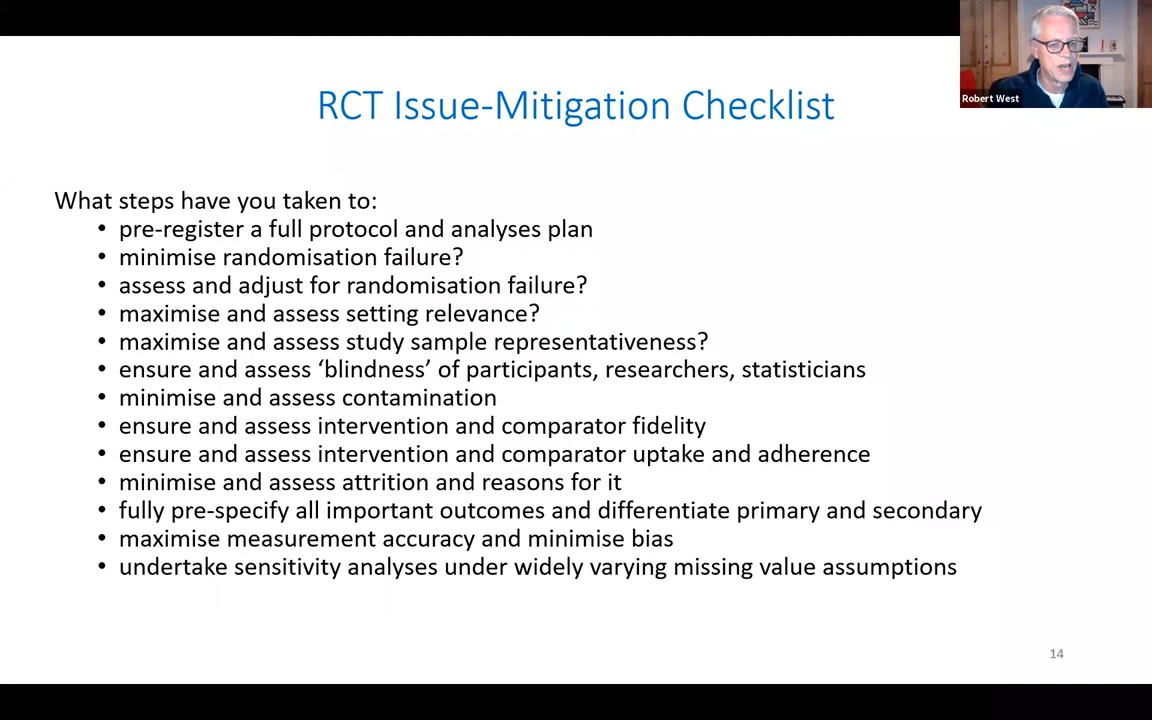 Robert West
RCT Issue-Mitigation Checklist
What steps have you taken to:
• pre-register a full protocol and analyses plan
• minimise randomisation failure?
• assess and adjust for randomisation failure?
• maximise and assess setting relevance?
• maximise and assess study sample representativeness?
• ensure and assess ‘blindness’ of participants, researchers, statisticians
• minimise and assess contamination
• ensure and assess intervention and comparator fidelity
• ensure and assess intervention and comparator uptake and adherence
• minimise and assess attrition and reasons for it
• fully pre-specify all important outcomes and differentiate primary and secondary
• maximise measurement accuracy and minimise bias
• undertake sensitivity analyses under widely varying missing value assumptions
14